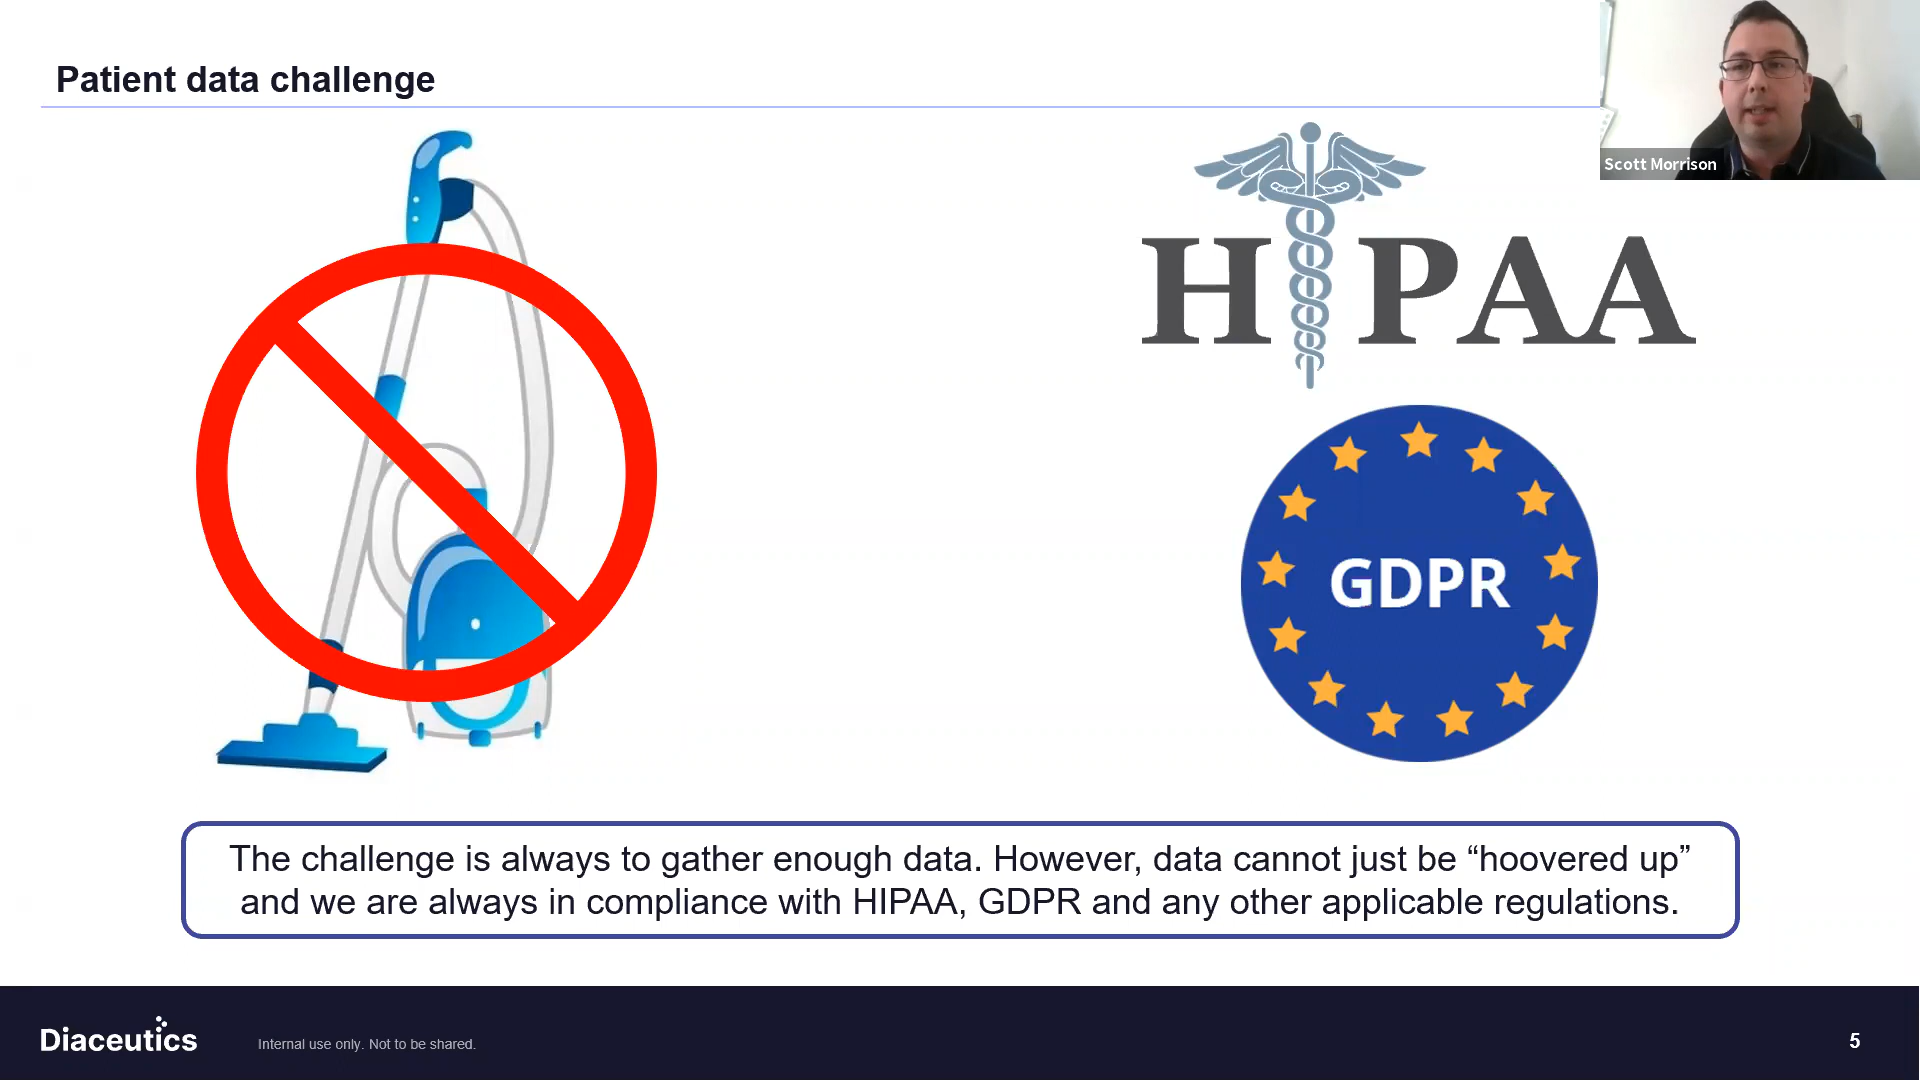 Patient data challenge
Scott Morrison
H PAA
GDPR
The challenge is always to gather enough data. However, data cannot just be “hoovered up”
and we are always in compliance with HIPAA, GDPR and any other applicable regulations.
Diaceutics
Internal use only. Not to be shared.
5